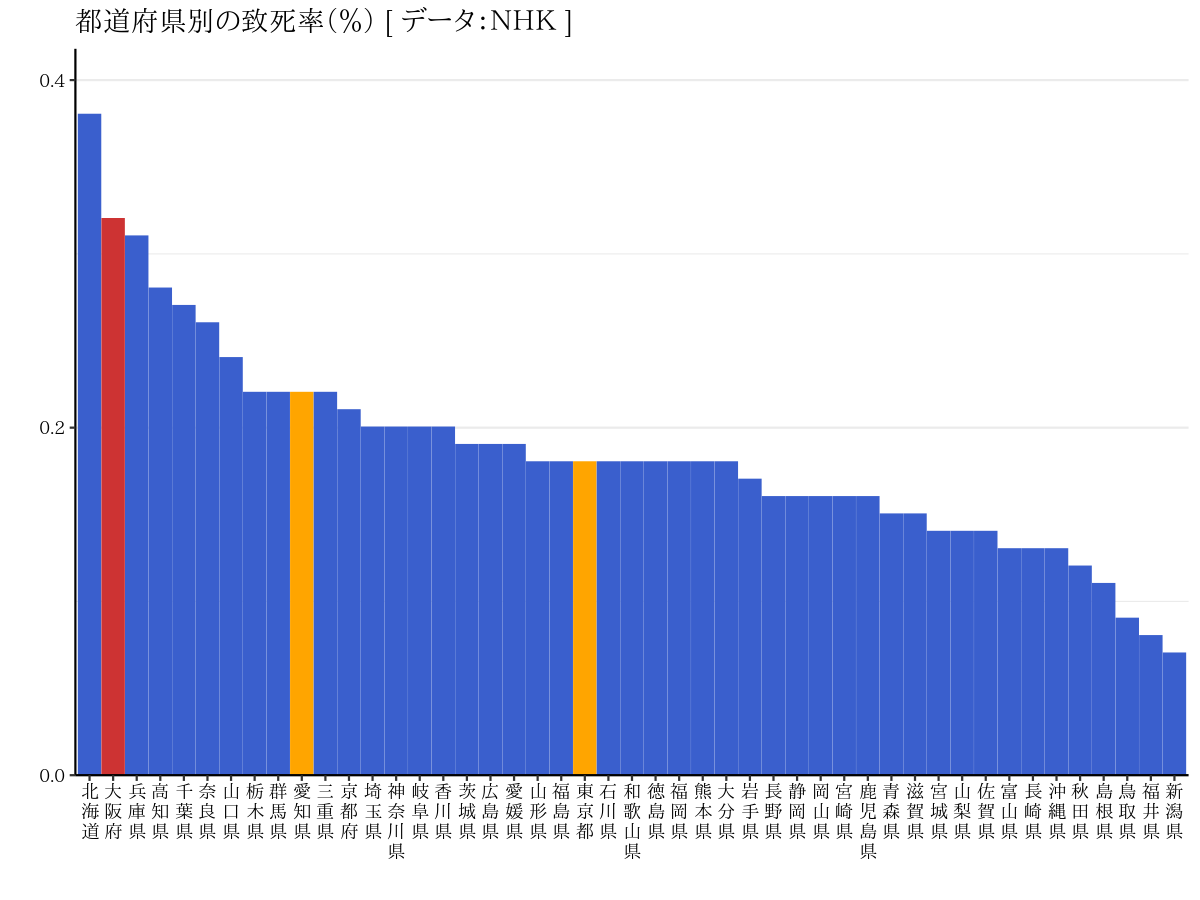 都道府県別の致死率(%) [ データ:NHK ]
0.4
0.2
0.0
北海道
大阪府
兵庫県
高知県
千葉県
奈良県
山口県
栃木県
群馬県
愛知県
三重県
京都府
埼玉県
神奈川県
岐阜県
香川県
茨城県
広島県
愛媛県
山形県
福島県
東京都
石川県
和歌山県
徳島県
福岡県
熊本県
大分県
岩手県
長野県
静岡県
岡山県
宮崎県
鹿児島県
青森県
滋賀県
宮城県
山梨県
佐賀県
富山県
長崎県
沖縄県
秋田県
島根県
鳥取県
福井県
新潟県